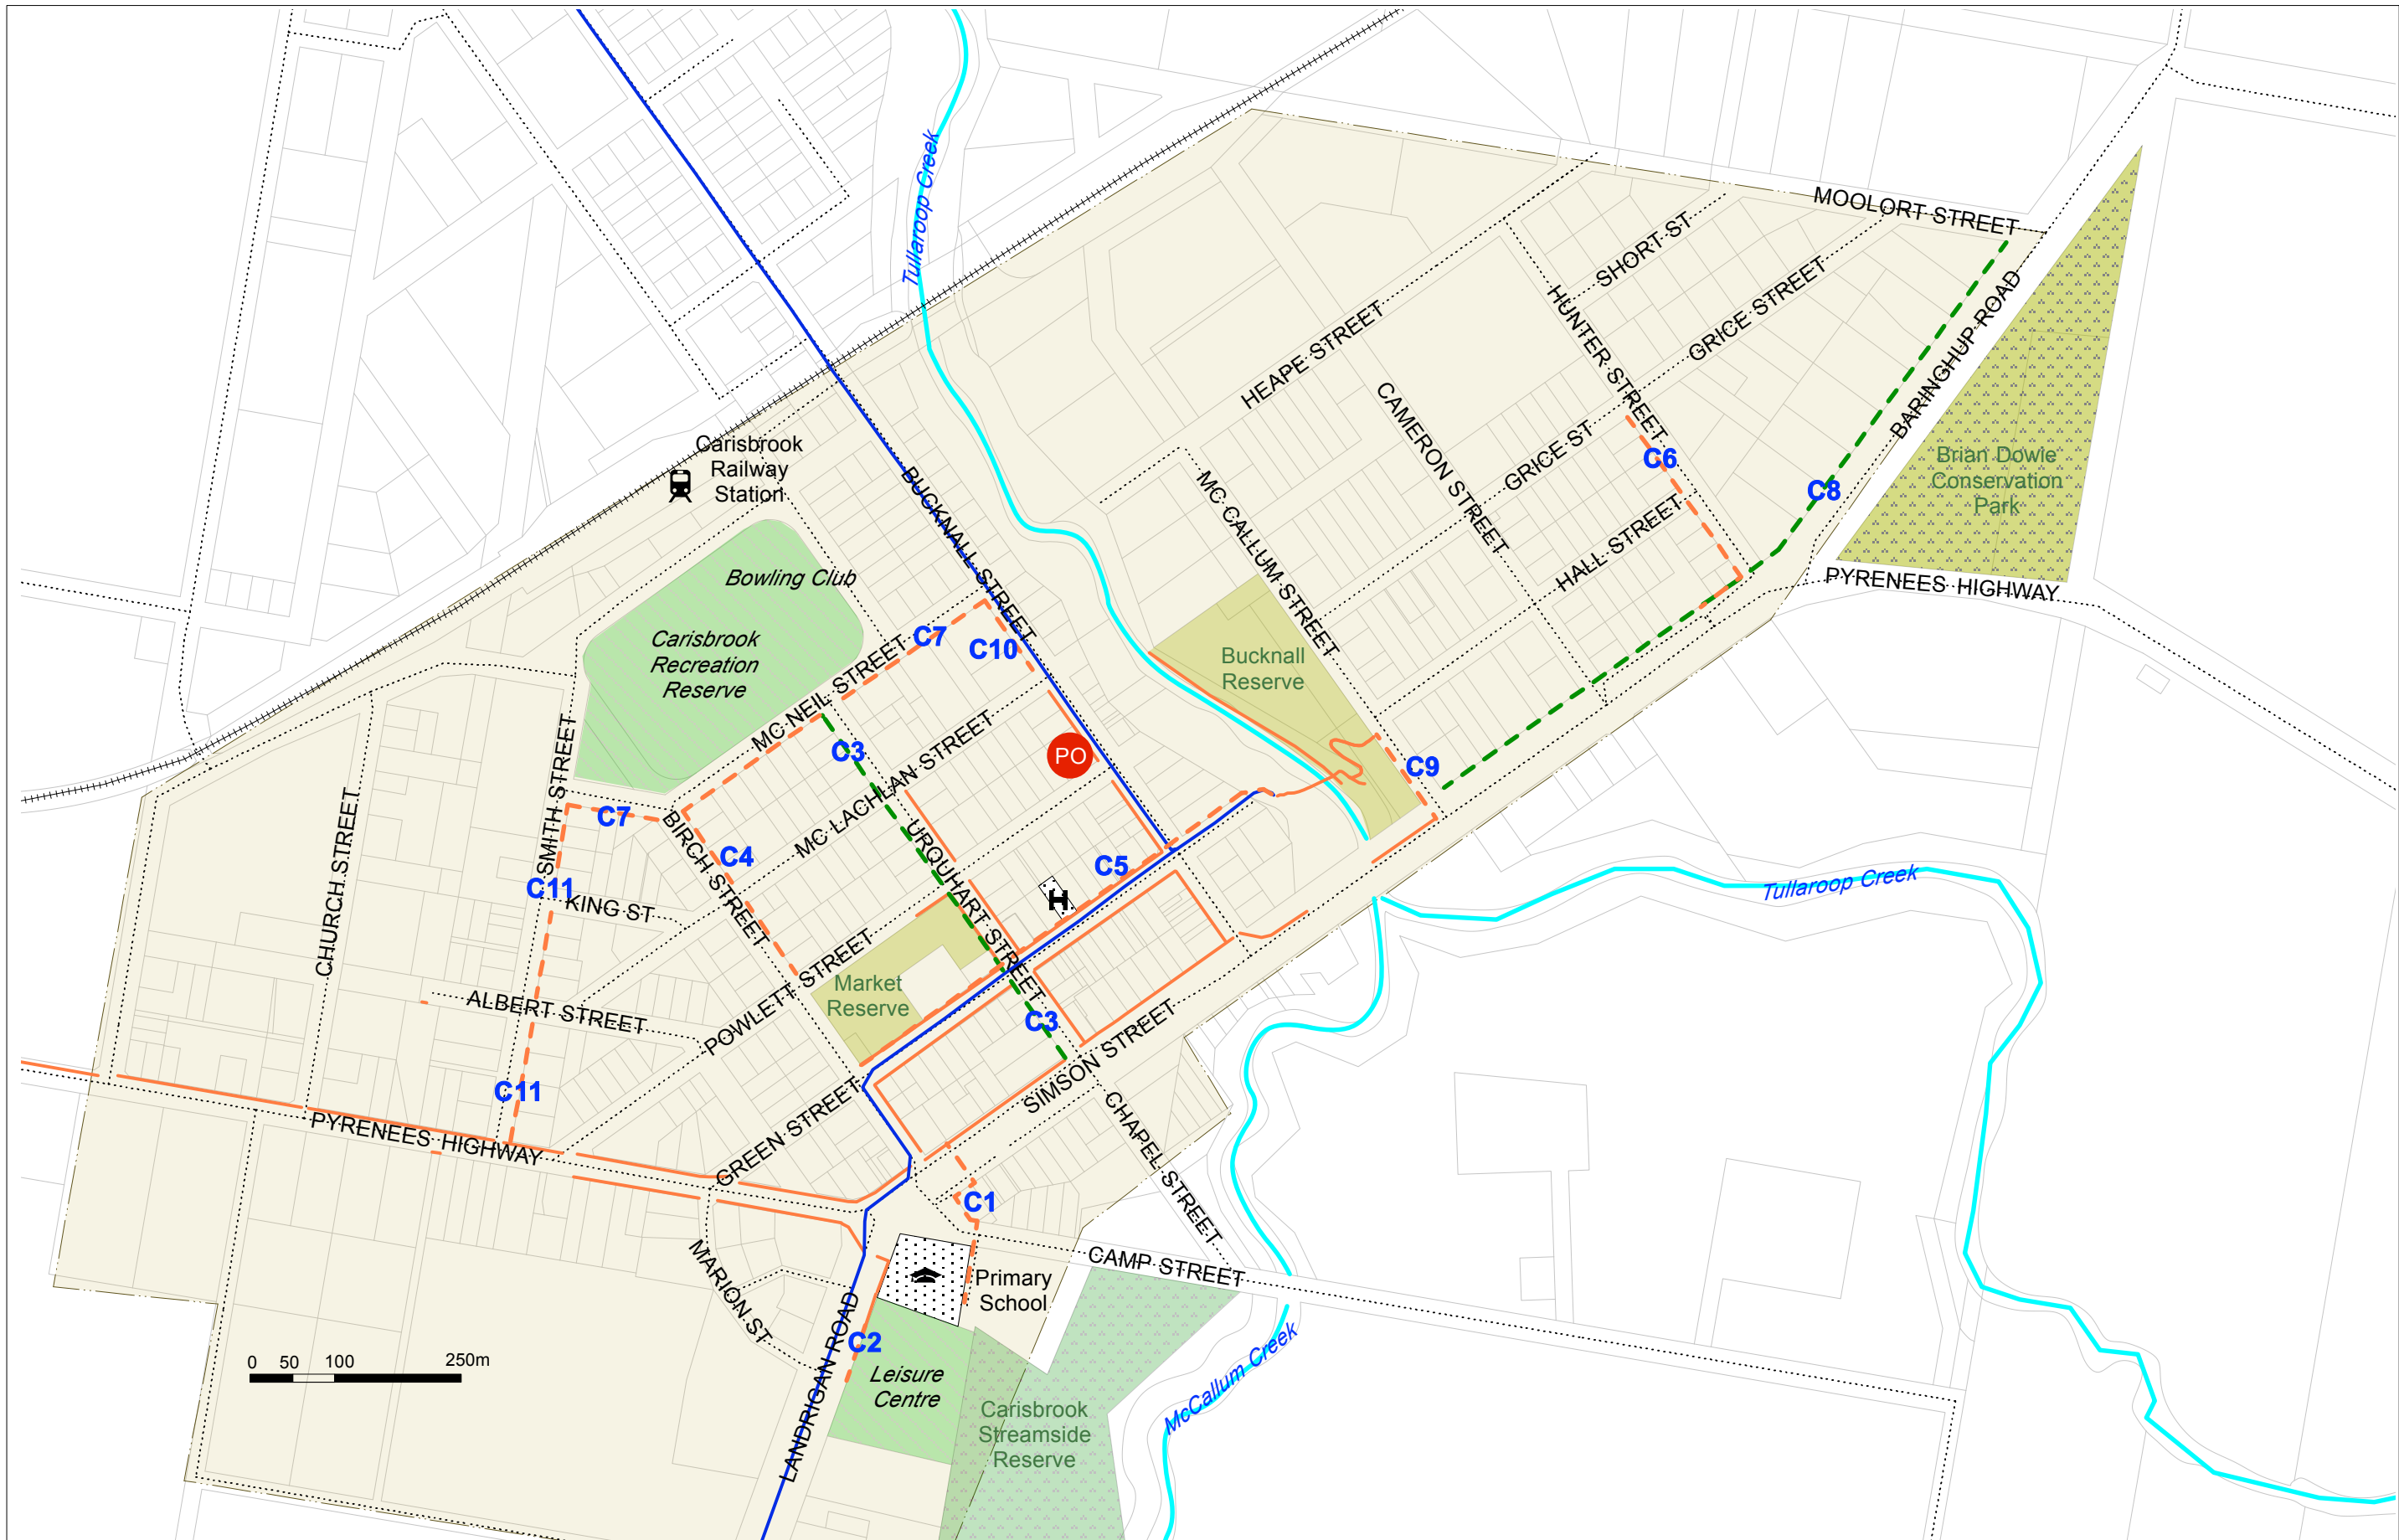 MOOLORT STREET
Tullaroop Creek
SHORT ST
HUNTER STREET
GRICE STREET
BARINGHUP ROAD
HEAPE STREET
CAMERON STREET
GRICE ST
C6
C8
Brian Dowie
Conservation
Park
Carisbrook
Railway
Station
BUCKNALL STREET
MC CALLUM STREET
HALL STREET
PYRENEES HIGHWAY
Bowling Club
Carisbrook
Recreation
Reserve
C7
C10
Bucknall
Reserve
MC NEIL STREET
C3
MC LACHLAN STREET
PO
C9
SMITH STREET
C7
BIRCH STREET
C4
URQUHART STREET
C5
H
CHURCH STREET
C11
KING ST
Tullaroop Creek
ALBERT STREET
POWLETT STREET
Market
Reserve
C3
SIMSON STREET
C11
PYRENEES HIGHWAY
GREEN STREET
CHAPEL STREET
C1
MARION ST
CAMP STREET
Primary
School
LANDRIGAN ROAD
C2
Leisure
Centre
McCallum Creek
0 50 100 250m
Carisbrook
Streamside
Reserve